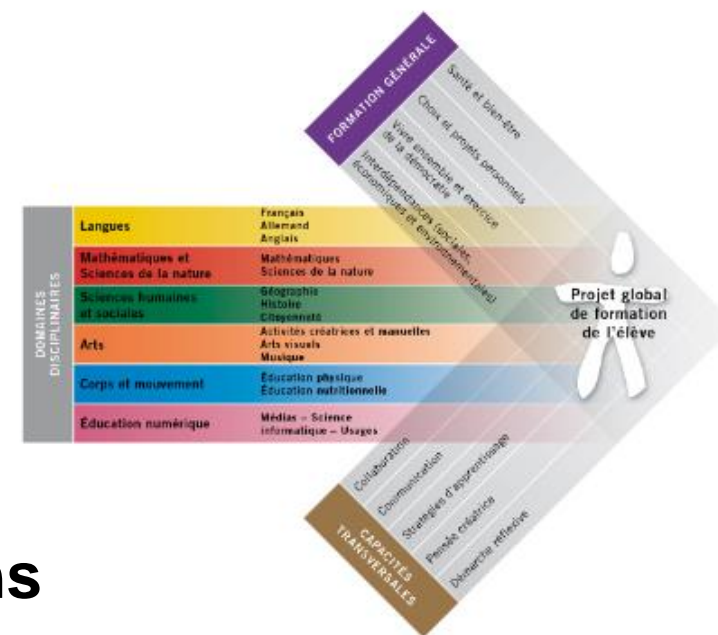 FORMATION GÉNÉRALE
Santé et bien-être
Choix et projets personnels
Vivre ensemble et exercice
de la démocratie
Interdépendances (sociales,
économiques et environnementales)
DOMAINES
DISCIPLINAIRES
Langues
Français
Allemand
Anglais
Mathématiques et
Sciences de la nature
Mathématiques
Sciences de la nature
Sciences humaines
et sociales
Géographie
Histoire
Citoyenneté
Arts
Activités créatrices et manuelles
Arts visuels
Musique
Corps et mouvement
Éducation physique
Éducation nutritionnelle
Éducation numérique
Médias – Science
informatique – Usages
Projet global
de formation
de l'élève
Collaboration
Communication
Stratégies d'apprentissage
Pensée créatrice
Démarche réflexive
CAPACITÉS
TRANSVERSALES